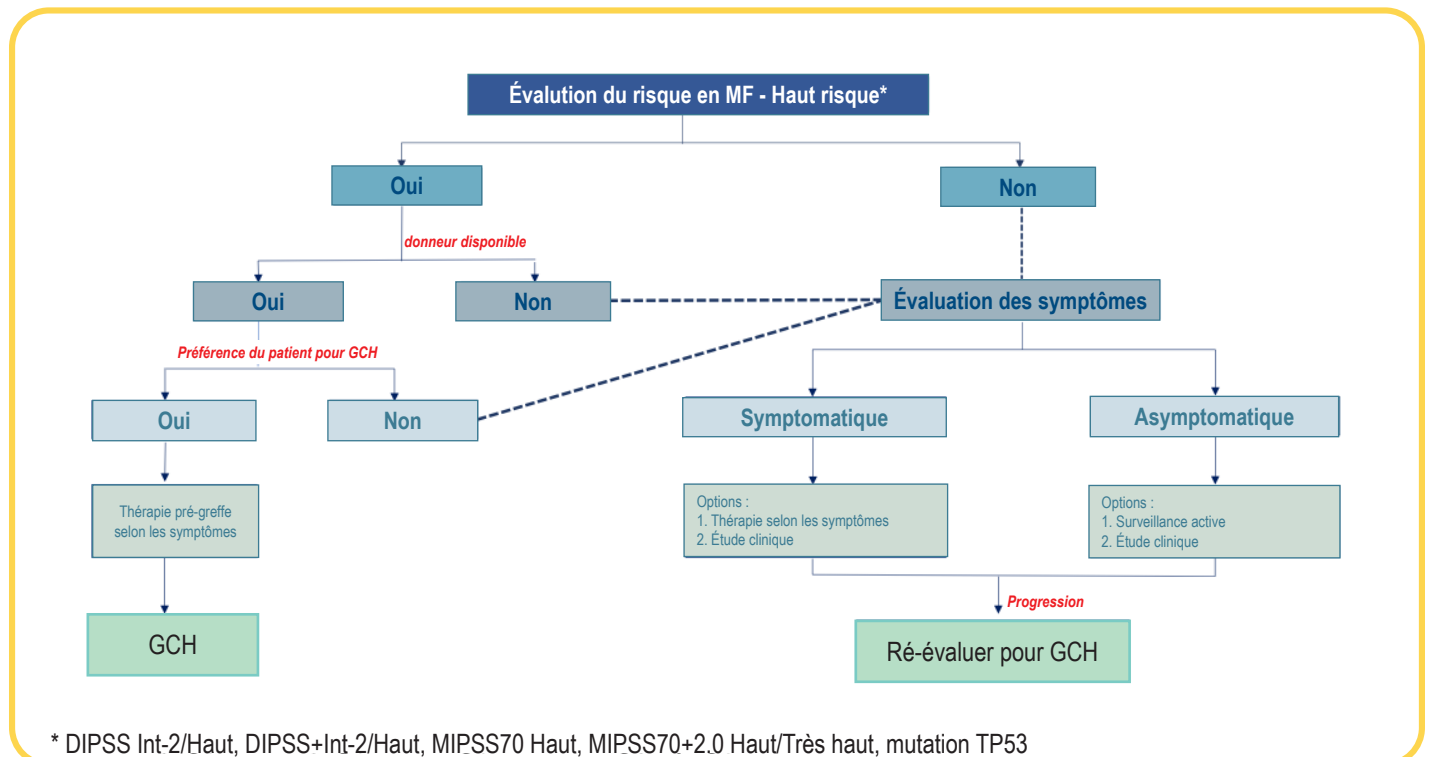 Évalution du risque en MF - Haut risque*
Oui
Non
donneur disponible
Oui
Non
Évaluation des symptômes
Préférence du patient pour GCH
Oui
Non
Symptomatique
Asymptomatique
Thérapie pré-greffe
selon les symptômes
Options :
1. Thérapie selon les symptômes
2. Étude clinique
Options :
1. Surveillance active
2. Étude clinique
Progression
GCH
Ré-évaluer pour GCH
* DIPSS Int-2/Haut, DIPSS+Int-2/Haut, MIPSS70 Haut, MIPSS70+2,0 Haut/Très haut, mutation TP53